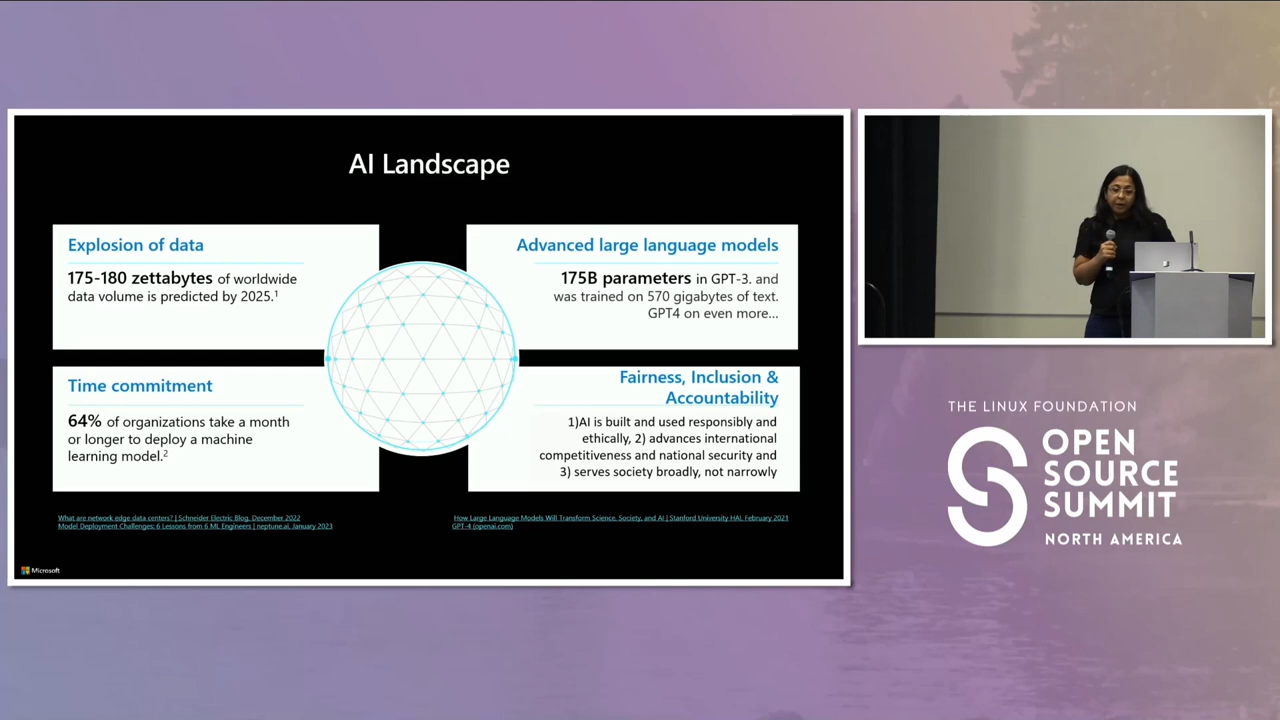 AI Landscape
Explosion of data
175-180 zettabytes of worldwide
data volume is predicted by 2025.¹
Advanced large language models
175B parameters in GPT-3. and
was trained on 570 gigabytes of text.
GPT4 on even more...
Time commitment
64% of organizations take a month
or longer to deploy a machine
learning model.²
Fairness, Inclusion &
Accountability
1)AI is built and used responsibly and
ethically, 2) advances international
competitiveness and national security and
3) serves society broadly, not narrowly
What are network edge data centers? | Schneider Electric Blog, December 2022
Model Deployment Challenges: 6 Lessons from 6 ML Engineers | neptune.ai, January 2023
How Large Language Models Will Transform Science, Society, and AI | Stanford University HAI, February 2021
GPT-4 (openai.com)
Microsoft
THE LINUX FOUNDATION
OPEN
SOURCE
SUMMIT
NORTH AMERICA